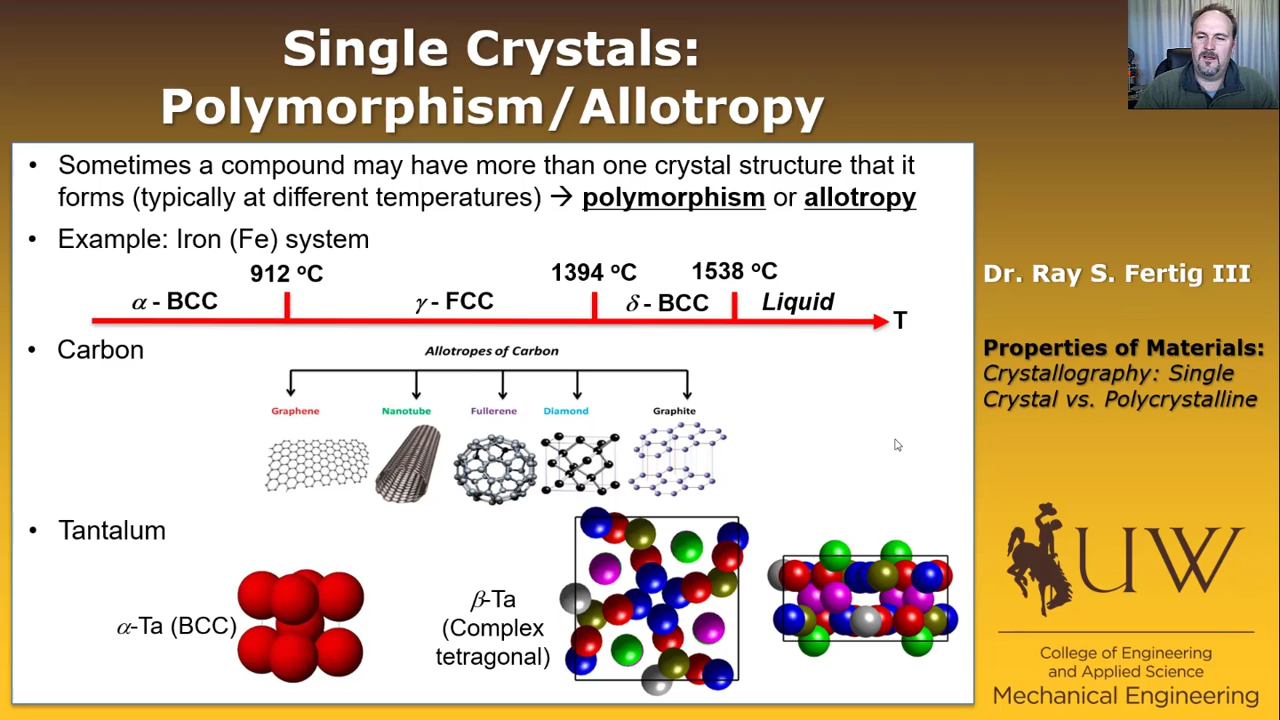 Single Crystals:
Polymorphism/Allotropy
• Sometimes a compound may have more than one crystal structure that it
forms (typically at different temperatures) → polymorphism or allotropy
• Example: Iron (Fe) system
912 °C
1394 °C
1538 °C
α - BCC
γ - FCC
δ - BCC
Liquid
T
• Carbon
Allotropes of Carbon
Graphene
Nanotube
Fullerene
Diamond
Graphite
• Tantalum
α-Ta (BCC)
β-Ta
(Complex
tetragonal)
Dr. Ray S. Fertig III
Properties of Materials:
Crystallography: Single
Crystal vs. Polycrystalline
UW
College of Engineering
and Applied Science
Mechanical Engineering